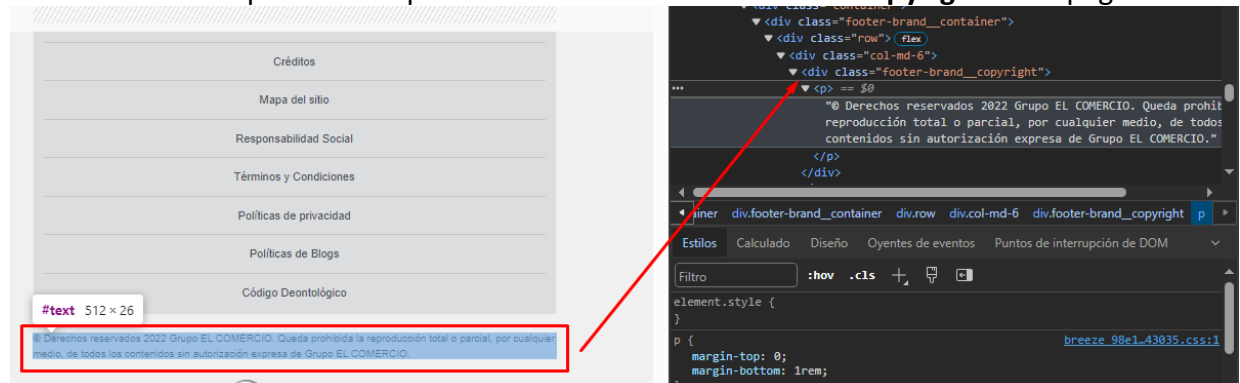 Créditos
Mapa del sitio
Responsabilidad Social
Términos y Condiciones
Políticas de privacidad
Políticas de Blogs
Código Deontológico
#text 512 × 26
© Derechos reservados 2022 Grupo EL COMERCIO. Queda prohibida la reproducción total o parcial, por cualquier
medio, de todos los contenidos sin autorización expresa de Grupo EL COMERCIO.
▼<div class="footer-brand__container">
▼<div class="row"> flex
▼<div class="col-md-6">
▼<div class="footer-brand__copyright">
... ▼<p> == $0
"© Derechos reservados 2022 Grupo EL COMERCIO. Queda prohib
reproducción total o parcial, por cualquier medio, de todos
contenidos sin autorización expresa de Grupo EL COMERCIO."
</p>
</div>
iner div.footer-brand__container div.row div.col-md-6 div.footer-brand__copyright p
Estilos Calculado Diseño Oyentes de eventos Puntos de interrupción de DOM
Filtro :hov .cls
element.style {
}
p { breeze 98e1…43035.css:1
margin-top: 0;
margin-bottom: 1rem;